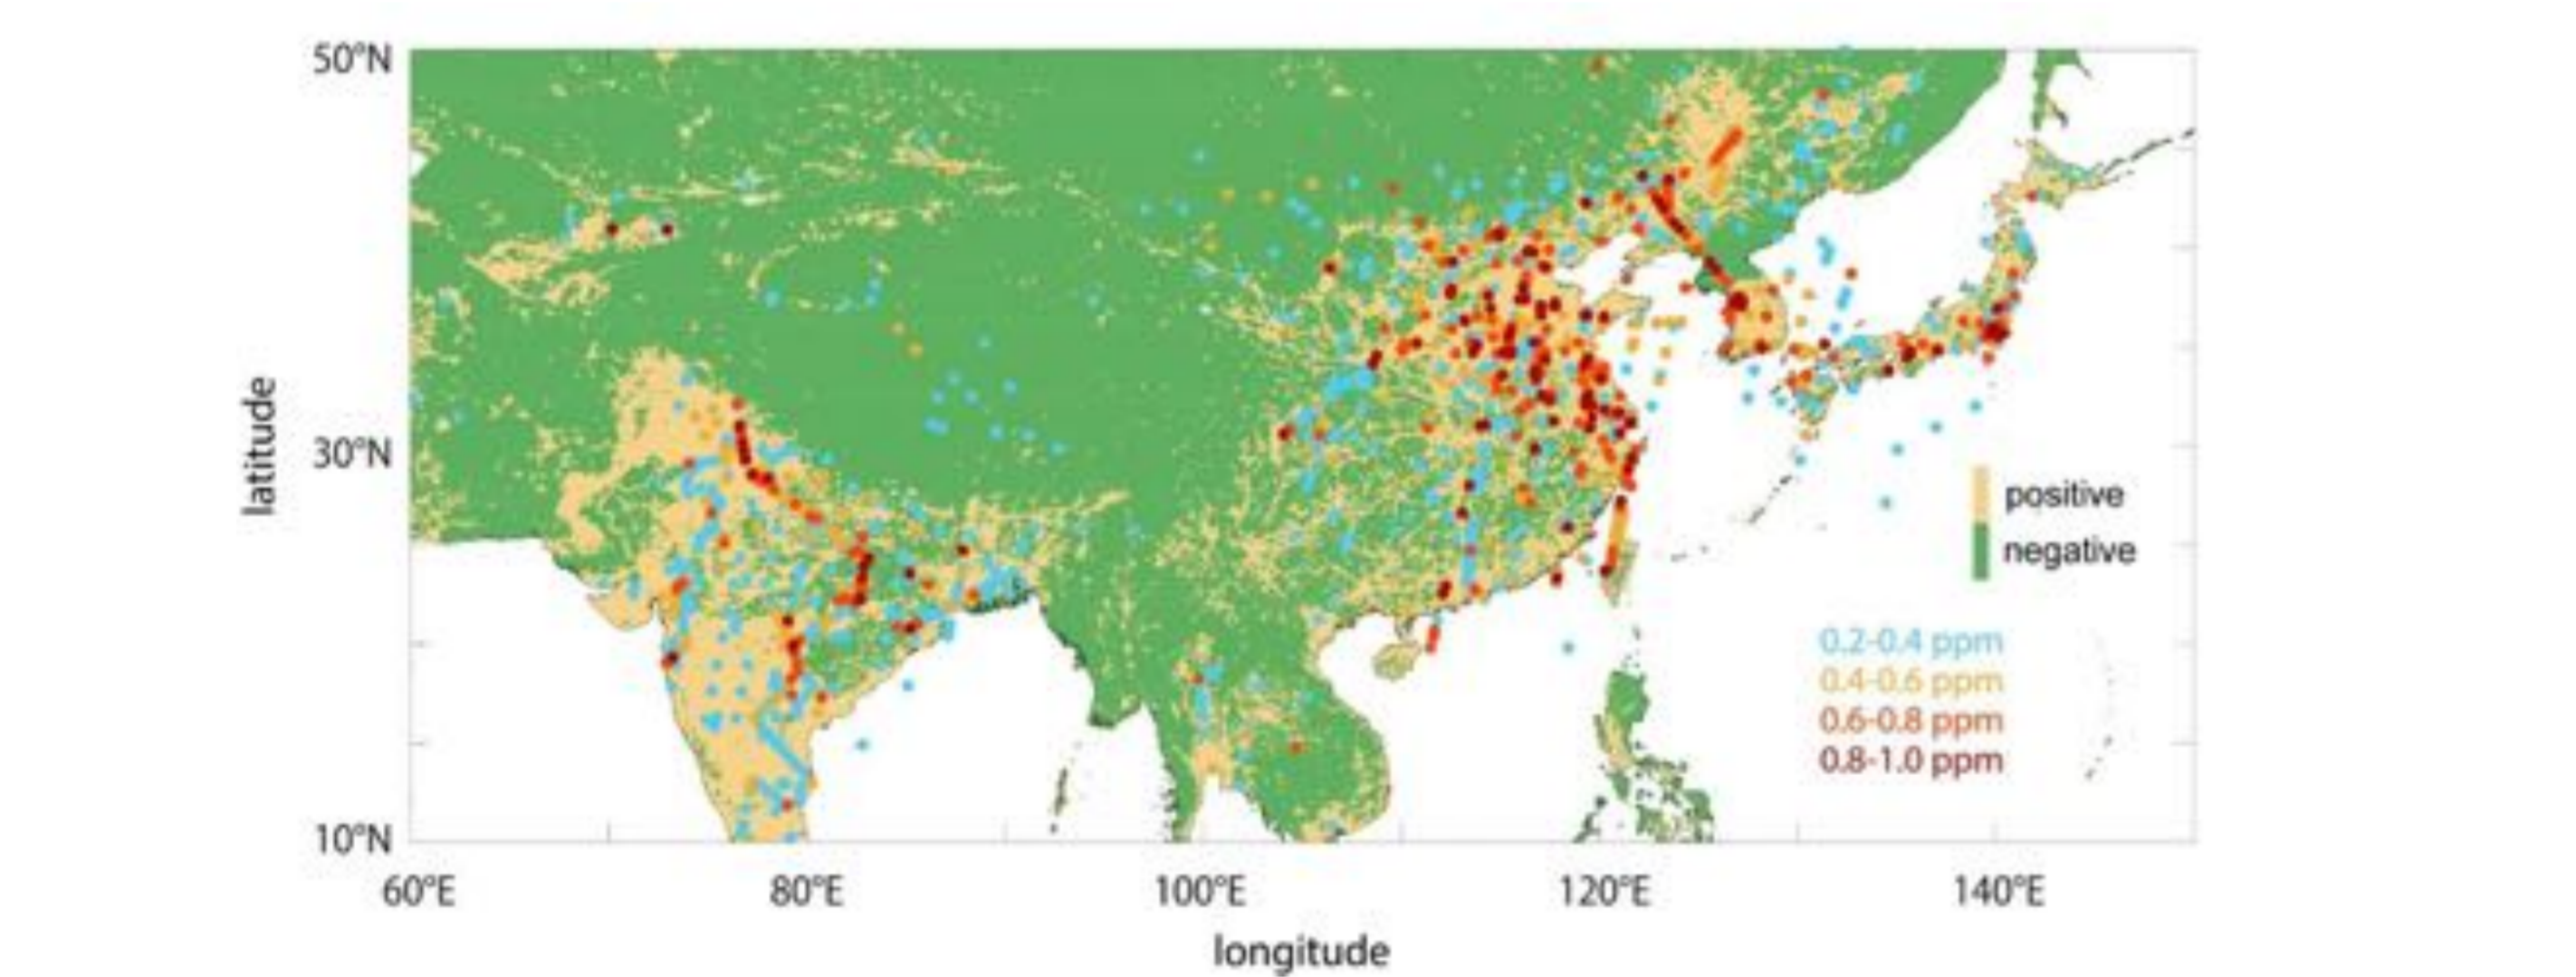 50°N
30°N
10°N
latitude
positive
negative
0.2-0.4 ppm
0.4-0.6 ppm
0.6-0.8 ppm
0.8-1.0 ppm
60°E
80°E
100°E
120°E
140°E
longitude